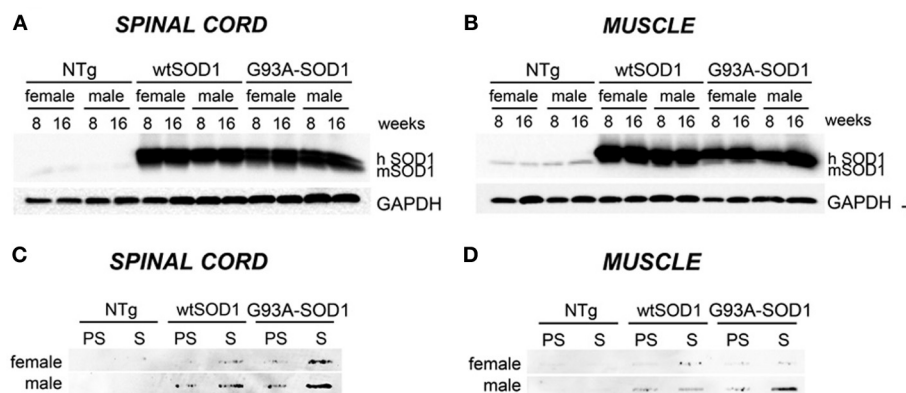 A SPINAL CORD
NTg wtSOD1 G93A-SOD1
female male female male female male
8 16 8 16 8 16 8 16 8 16 8 16 weeks
h SOD1
mSOD1
GAPDH
B MUSCLE
NTg wtSOD1 G93A-SOD1
female male female male female male
8 16 8 16 8 16 8 16 8 16 8 16 weeks
h SOD1
mSOD1
GAPDH
C SPINAL CORD
NTg wtSOD1 G93A-SOD1
PS S PS S PS S
female
male
D MUSCLE
NTg wtSOD1 G93A-SOD1
PS S PS S PS S
female
male